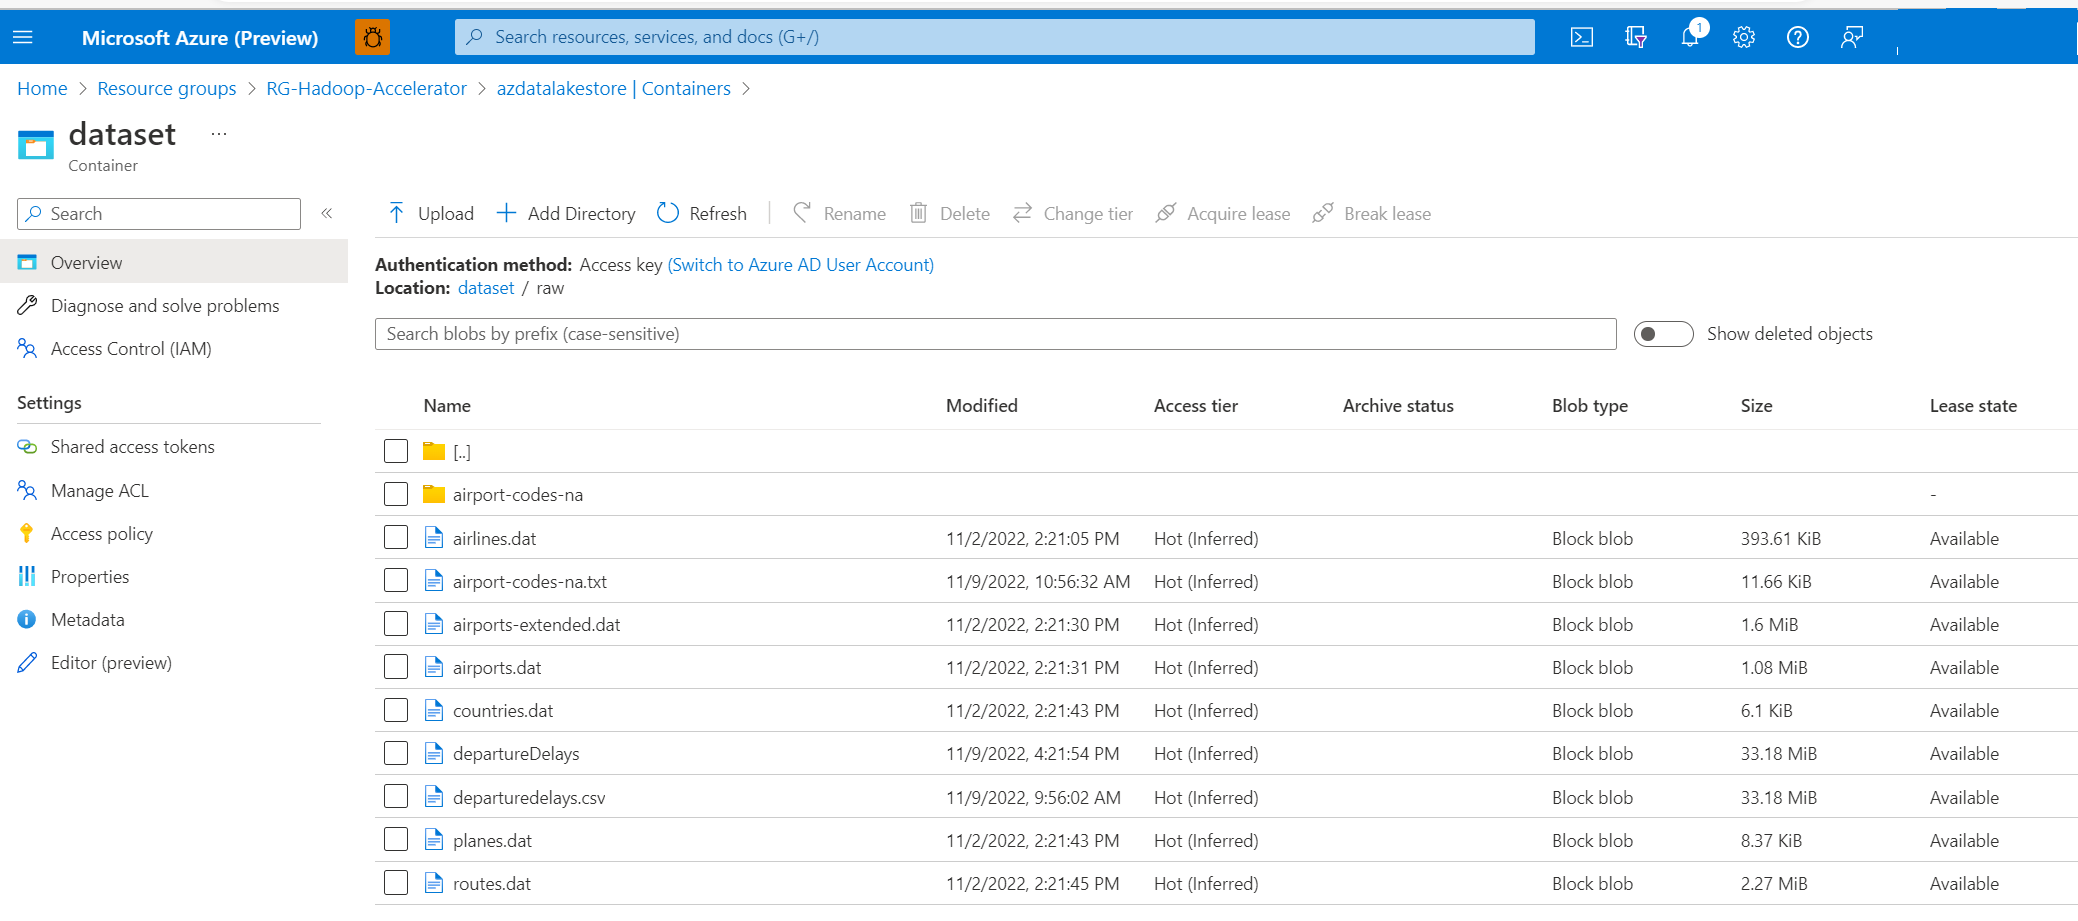 Microsoft Azure (Preview)
Search resources, services, and docs (G+/)
1
Home > Resource groups > RG-Hadoop-Accelerator > azdatalakestore | Containers >
dataset ...
Container
Search «
Upload Add Directory Refresh Rename Delete Change tier Acquire lease Break lease
Overview
Diagnose and solve problems
Access Control (IAM)
Settings
Shared access tokens
Manage ACL
Access policy
Properties
Metadata
Editor (preview)
Authentication method: Access key (Switch to Azure AD User Account)
Location: dataset / raw
Search blobs by prefix (case-sensitive)
Show deleted objects
Name Modified Access tier Archive status Blob type Size Lease state
[..]
airport-codes-na -
airlines.dat 11/2/2022, 2:21:05 PM Hot (Inferred) Block blob 393.61 KiB Available
airport-codes-na.txt 11/9/2022, 10:56:32 AM Hot (Inferred) Block blob 11.66 KiB Available
airports-extended.dat 11/2/2022, 2:21:30 PM Hot (Inferred) Block blob 1.6 MiB Available
airports.dat 11/2/2022, 2:21:31 PM Hot (Inferred) Block blob 1.08 MiB Available
countries.dat 11/2/2022, 2:21:43 PM Hot (Inferred) Block blob 6.1 KiB Available
departureDelays 11/9/2022, 4:21:54 PM Hot (Inferred) Block blob 33.18 MiB Available
departuredelays.csv 11/9/2022, 9:56:02 AM Hot (Inferred) Block blob 33.18 MiB Available
planes.dat 11/2/2022, 2:21:43 PM Hot (Inferred) Block blob 8.37 KiB Available
routes.dat 11/2/2022, 2:21:45 PM Hot (Inferred) Block blob 2.27 MiB Available